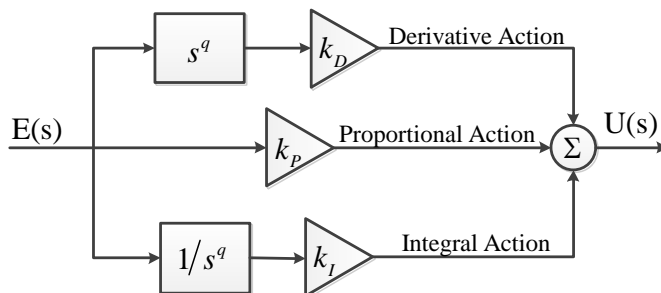 s^q k_D Derivative Action
E(s) k_P Proportional Action Σ U(s)
1/s^q k_I Integral Action